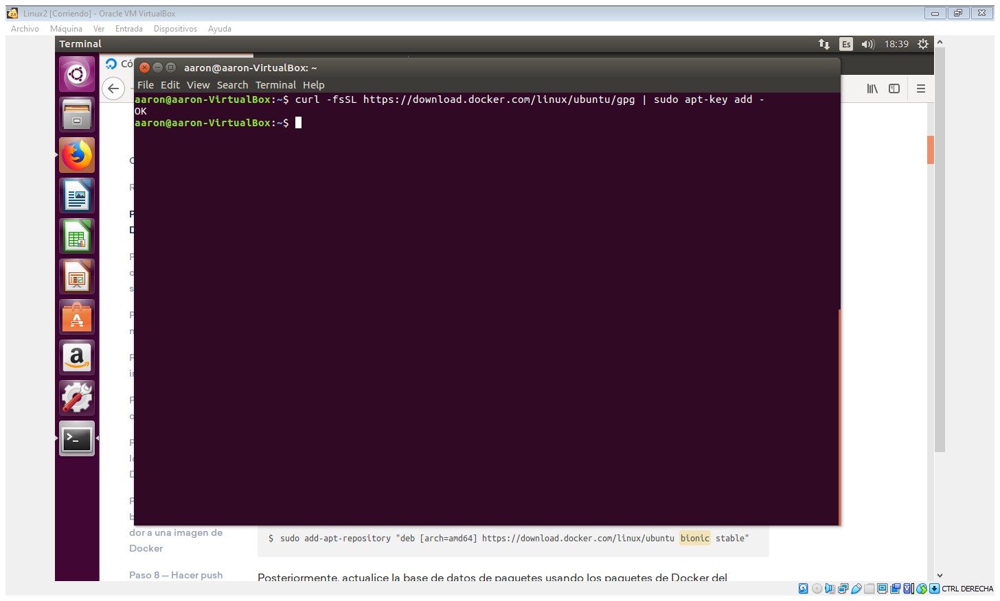 Linux2 [Corriendo] - Oracle VM VirtualBox
Archivo Máquina Ver Entrada Dispositivos Ayuda
Terminal
Es
18:39
Có
aaron@aaron-VirtualBox: ~
File Edit View Search Terminal Help
aaron@aaron-VirtualBox:~$ curl -fsSL https://download.docker.com/linux/ubuntu/gpg | sudo apt-key add -
OK
aaron@aaron-VirtualBox:~$
dor a una imagen de
Docker
Paso 8 — Hacer push
$ sudo add-apt-repository "deb [arch=amd64] https://download.docker.com/linux/ubuntu bionic stable"
Posteriormente, actualice la base de datos de paquetes usando los paquetes de Docker del
CTRL DERECHA